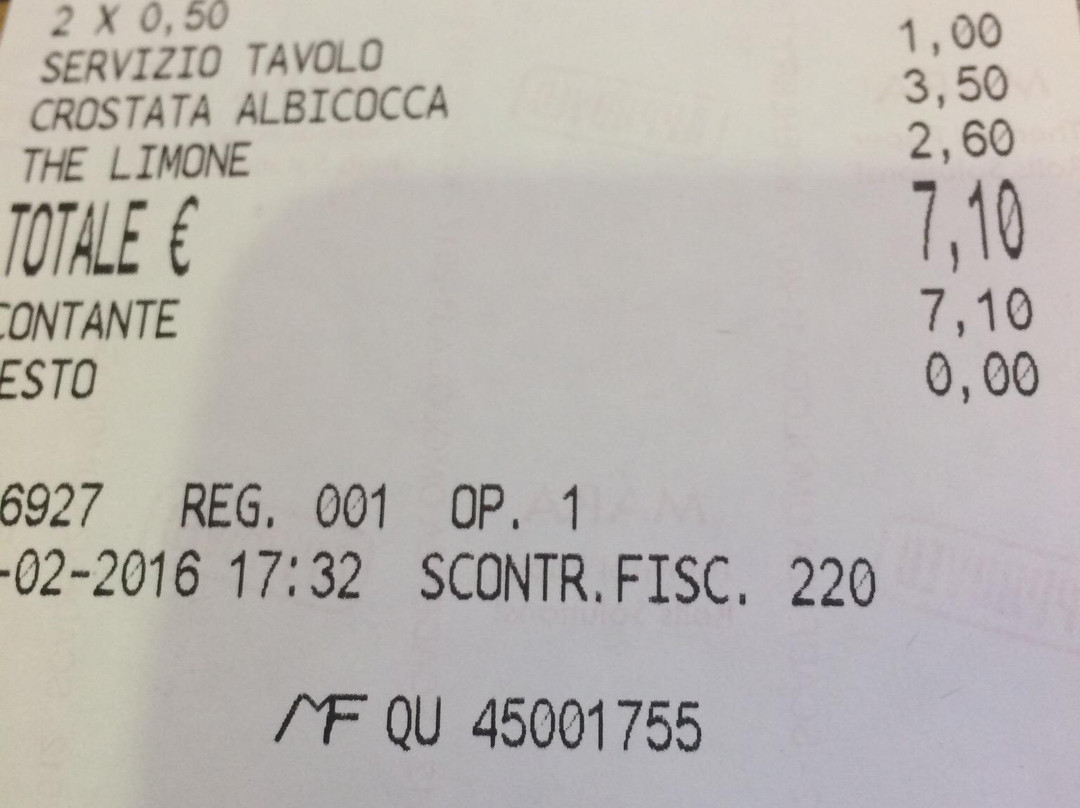 2 X 0,50
SERVIZIO TAVOLO 1,00
CROSTATA ALBICOCCA 3,50
THE LIMONE 2,60
TOTALE € 7,10
CONTANTE 7,10
ESTO 0,00
6927 REG. 001 OP. 1
-02-2016 17:32 SCONTR.FISC. 220
MF QU 45001755